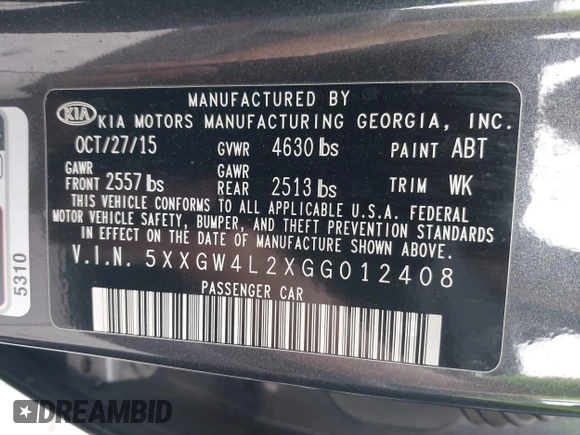 MANUFACTURED BY
KIA KIA MOTORS MANUFACTURING GEORGIA, INC.
OCT/27/15 GVWR 4630 lbs PAINT ABT
GAWR FRONT 2557 lbs GAWR REAR 2513 lbs TRIM WK
THIS VEHICLE CONFORMS TO ALL APPLICABLE U.S.A. FEDERAL
MOTOR VEHICLE SAFETY, BUMPER, AND THEFT PREVENTION STANDARDS
IN EFFECT ON THE DATE OF MANUFACTURE SHOWN ABOVE.
V.I.N. 5XXGW4L2XGG012408
PASSENGER CAR
5310
DREAMBID